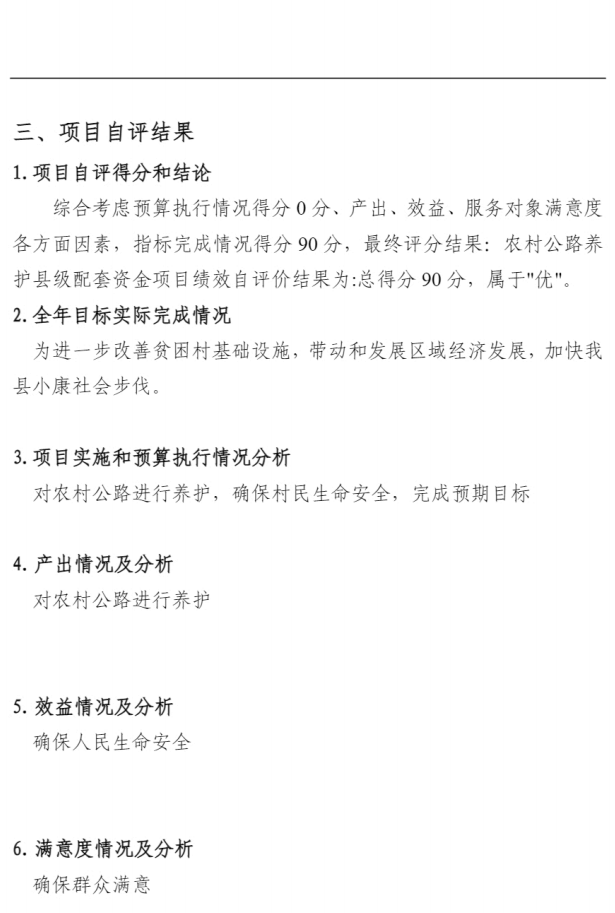 三、项目自评结果
1. 项目自评得分和结论
综合考虑预算执行情况得分 0 分、产出、效益、服务对象满意度
各方面因素，指标完成情况得分 90 分，最终评分结果：农村公路养
护县级配套资金项目绩效自评价结果为:总得分 90 分，属于"优"。
2. 全年目标实际完成情况
为进一步改善贫困村基础设施，带动和发展区域经济发展，加快我
县小康社会步伐。
3. 项目实施和预算执行情况分析
对农村公路进行养护，确保村民生命安全，完成预期目标
4. 产出情况及分析
对农村公路进行养护
5. 效益情况及分析
确保人民生命安全
6. 满意度情况及分析
确保群众满意